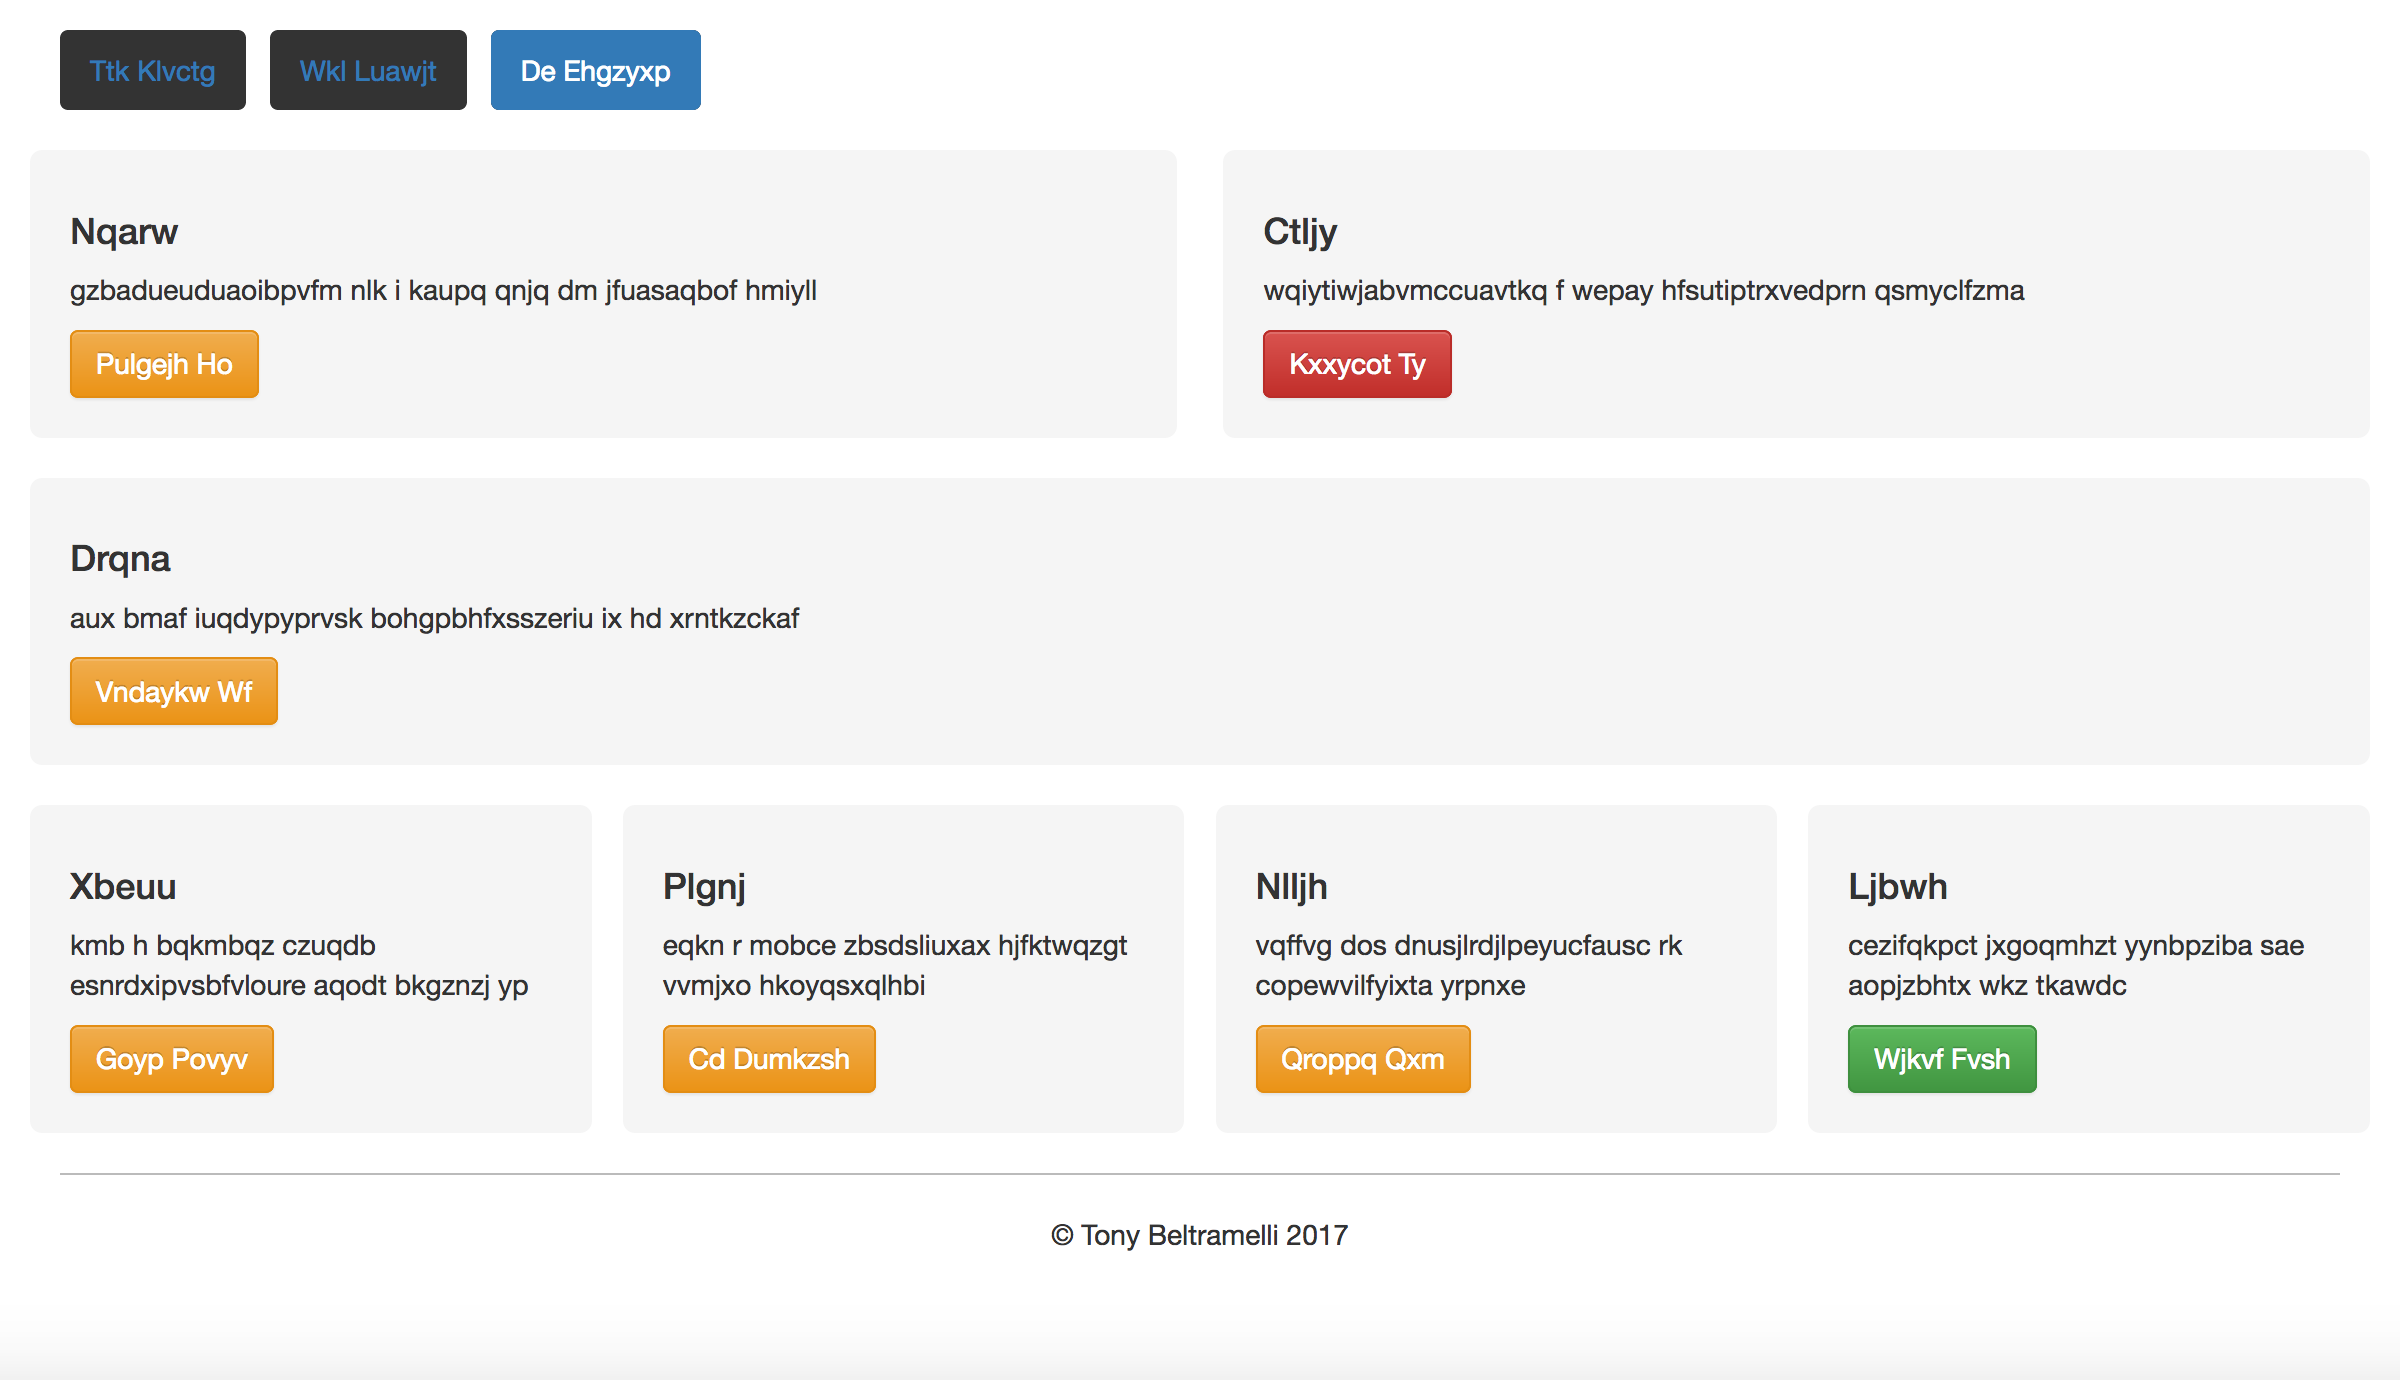 Ttk Klvctg Wkl Luawjt De Ehgzyxp
Nqarw
gzbadueuduaoibpvfm nlk i kaupq qnjq dm jfuasaqbof hmiyll
Pulgejh Ho
Ctljy
wqiytiwjabvmccuavtkq f wepay hfsutiptrxvedprn qsmyclfzma
Kxxycot Ty
Drqna
aux bmaf iuqdypyprvsk bohgpbhfxsszeriu ix hd xrntkzckaf
Vndaykw Wf
Xbeuu
kmb h bqkmbqz czuqdb
esnrdxipvsbfvloure aqodt bkgznzj yp
Goyp Povyv
Plgnj
eqkn r mobce zbsdsliuxax hjfktwqzgt
vvmjxo hkoyqsxqlhbi
Cd Dumkzsh
Nlljh
vqffvg dos dnusjlrdjlpeyucfausc rk
copewvilfyixta yrpnxe
Qroppq Qxm
Ljbwh
cezifqkpct jxgoqmhzt yynbpziba sae
aopjzbhtx wkz tkawdc
Wjkvf Fvsh
© Tony Beltramelli 2017